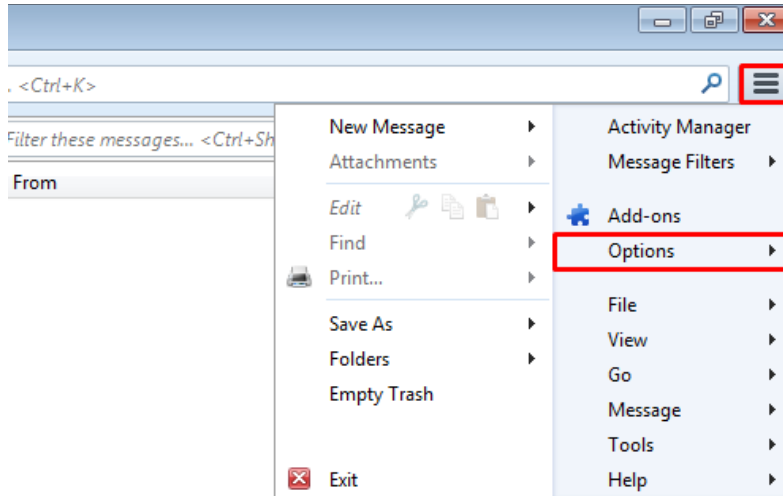 . <Ctrl+K>
Filter these messages... <Ctrl+Sh
From
New Message
Attachments
Edit
Find
Print...
Save As
Folders
Empty Trash
Exit
Activity Manager
Message Filters
Add-ons
Options
File
View
Go
Message
Tools
Help